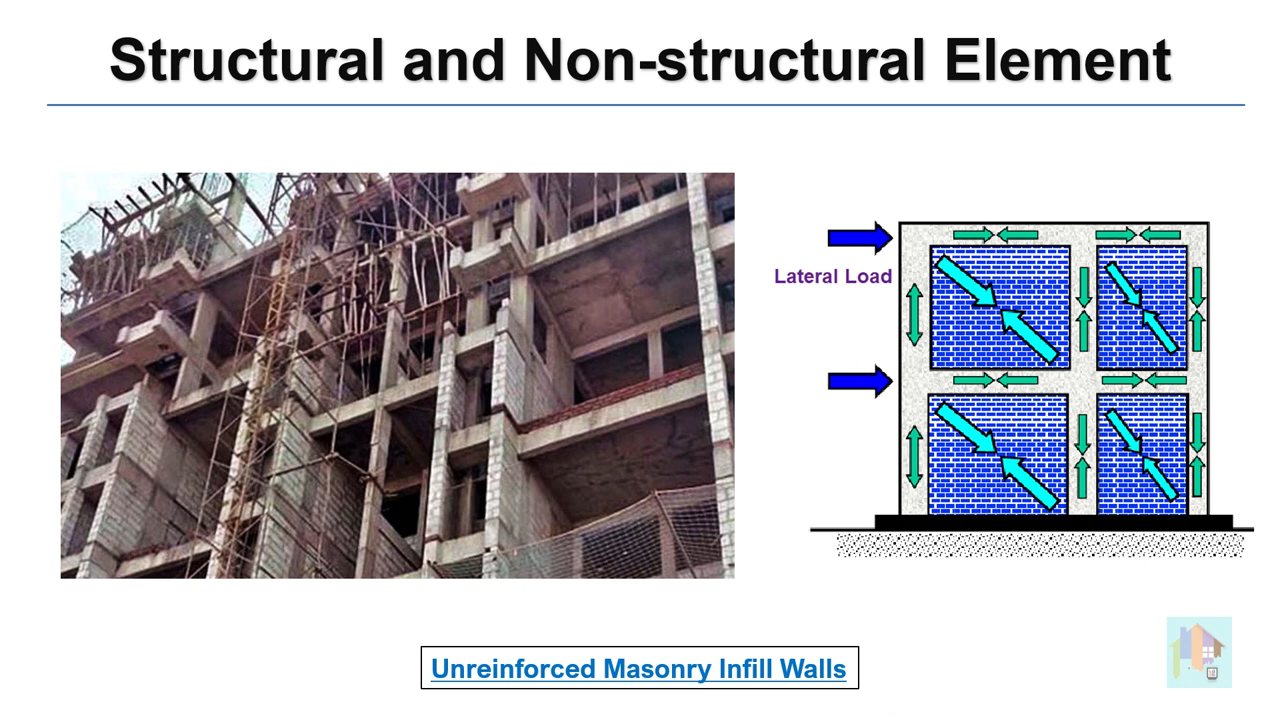 Structural and Non-structural Element
Lateral Load
Unreinforced Masonry Infill Walls